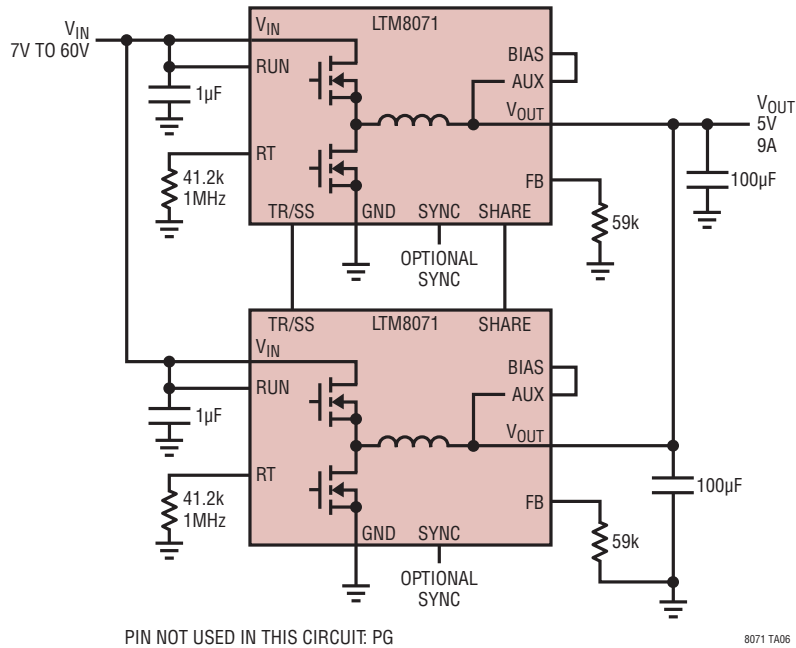 VIN
7V TO 60V
1µF
41.2k
1MHz
VIN
LTM8071
RUN
BIAS
AUX
VOUT
RT
FB
TR/SS
GND
SYNC
SHARE
OPTIONAL
SYNC
59k
100µF
VOUT
5V
9A
TR/SS
LTM8071
SHARE
VIN
RUN
BIAS
AUX
VOUT
1µF
RT
41.2k
1MHz
FB
GND
SYNC
OPTIONAL
SYNC
59k
100µF
PIN NOT USED IN THIS CIRCUIT: PG
8071 TA06